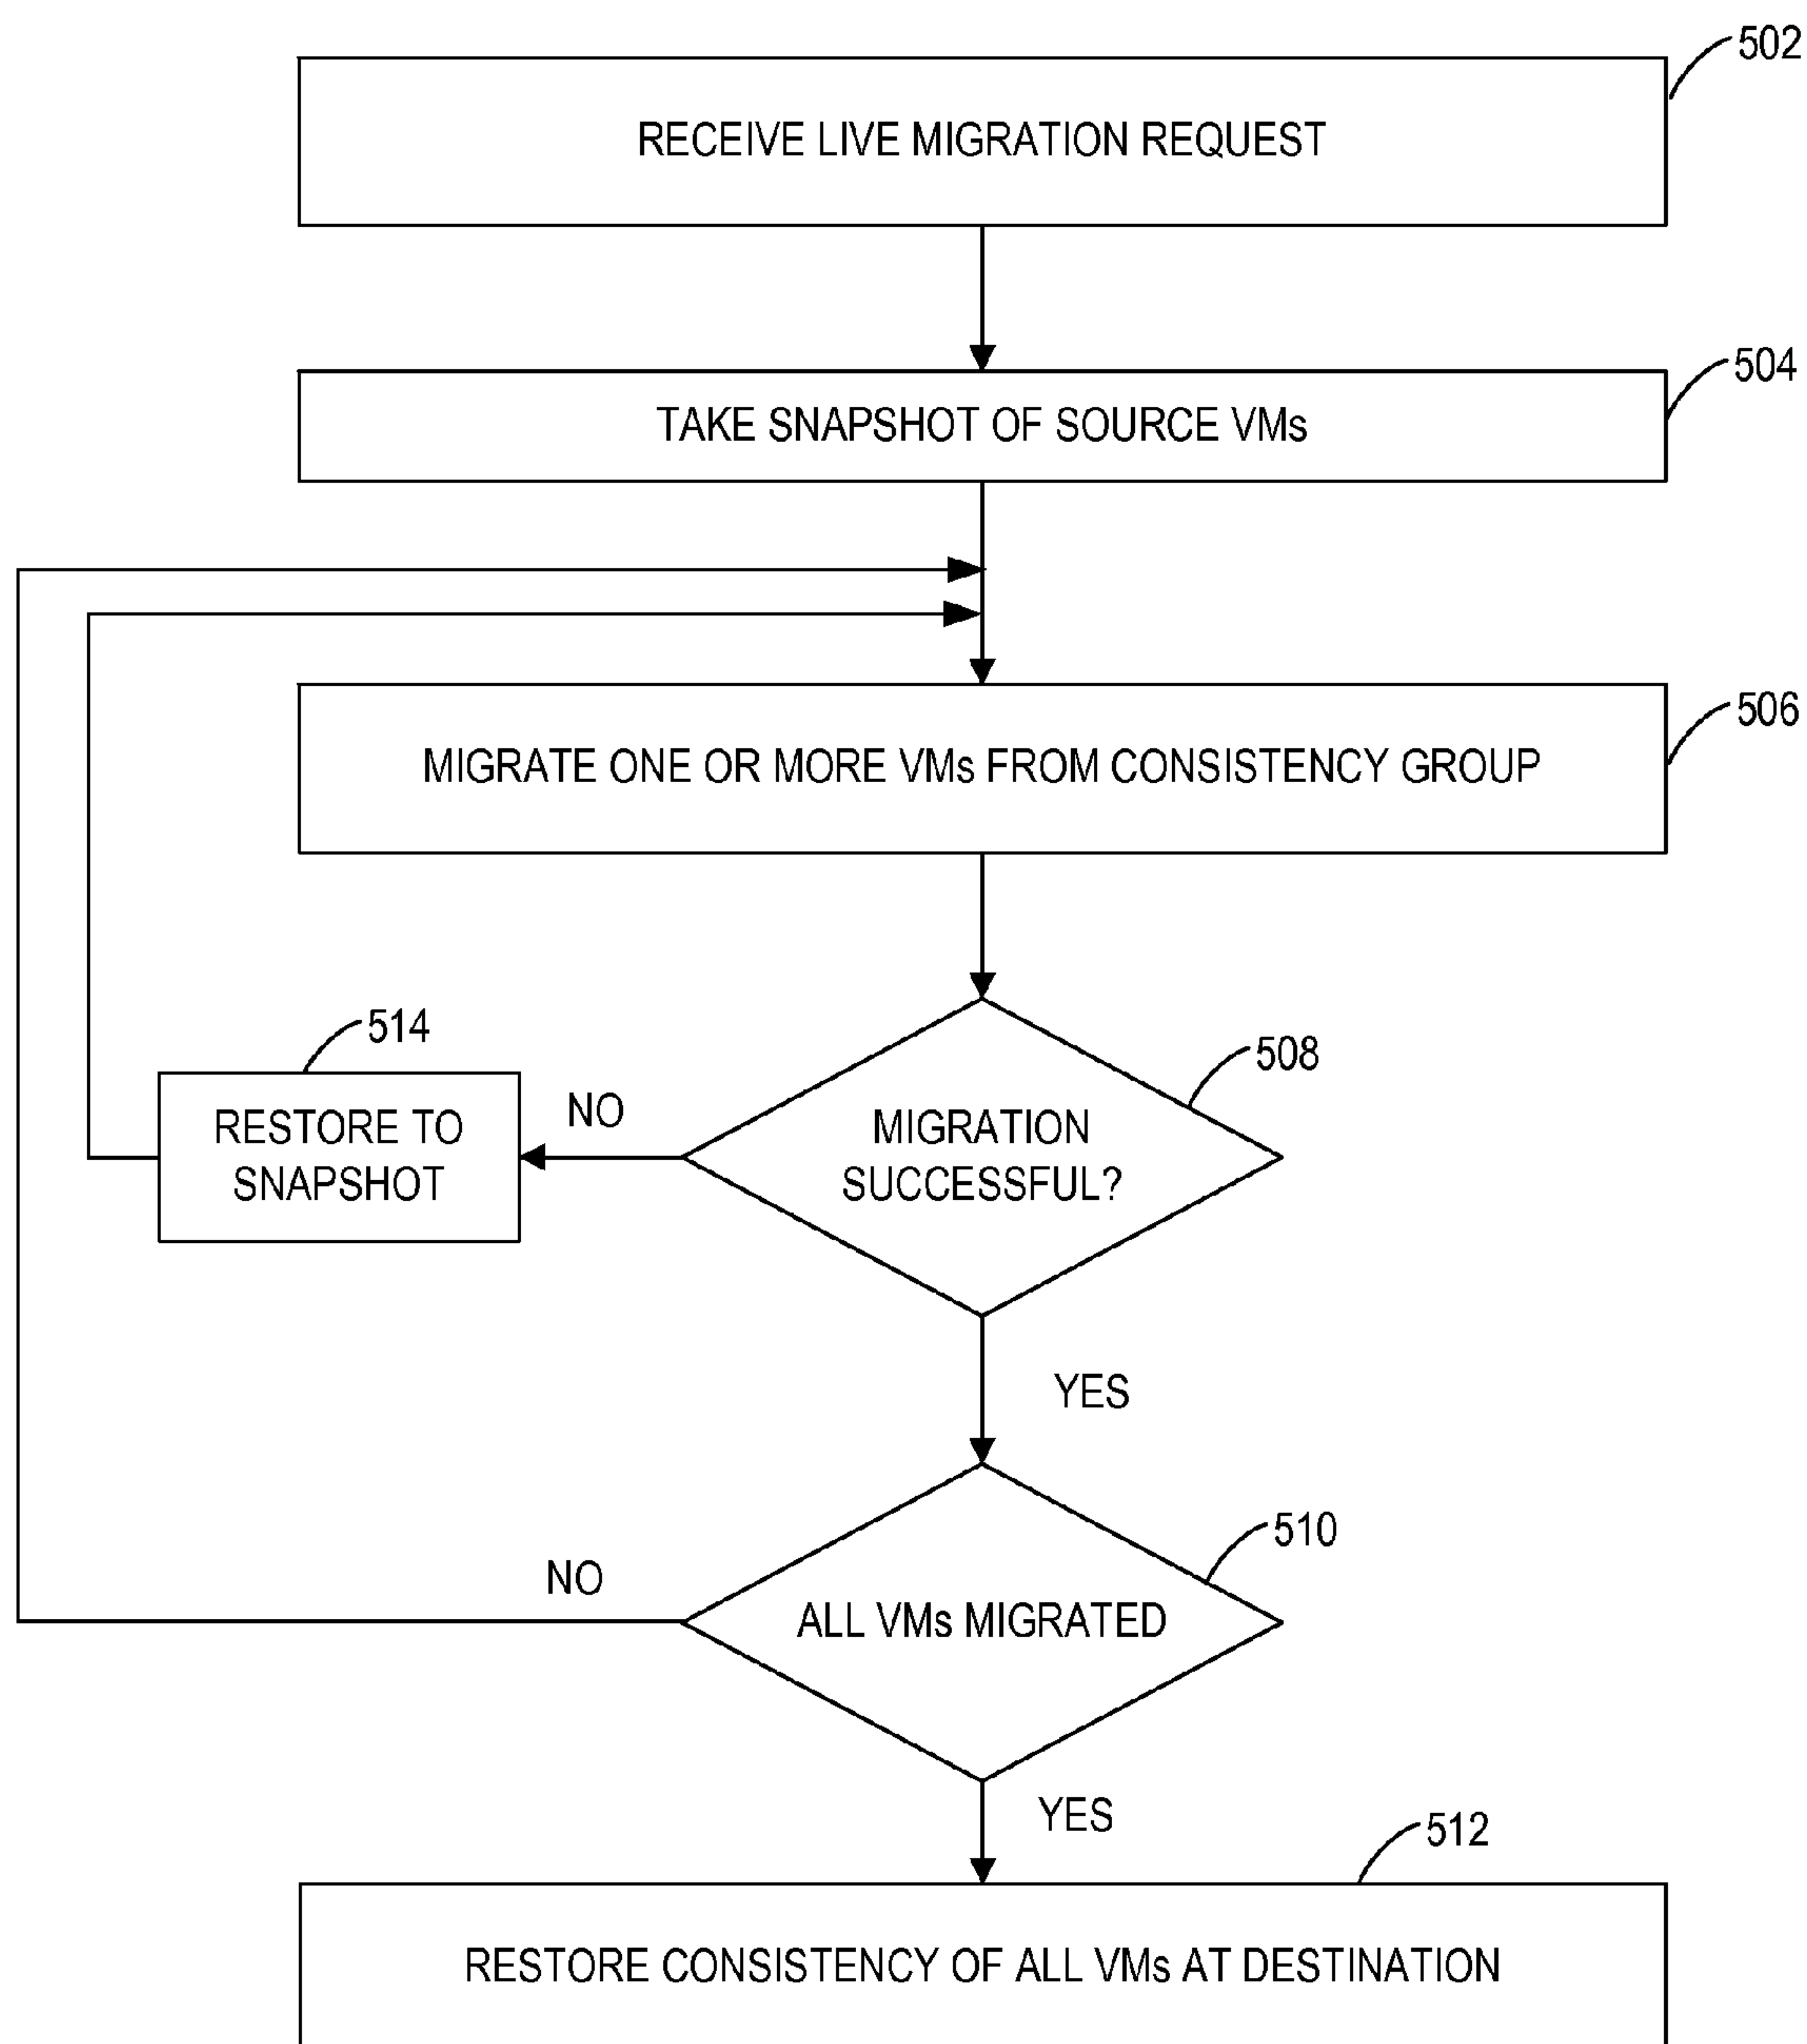 502
RECEIVE LIVE MIGRATION REQUEST
504
TAKE SNAPSHOT OF SOURCE VMs
506
MIGRATE ONE OR MORE VMs FROM CONSISTENCY GROUP
514
508
RESTORE TO
SNAPSHOT
NO
MIGRATION
SUCCESSFUL?
YES
510
NO
ALL VMs MIGRATED
YES
512
RESTORE CONSISTENCY OF ALL VMs AT DESTINATION